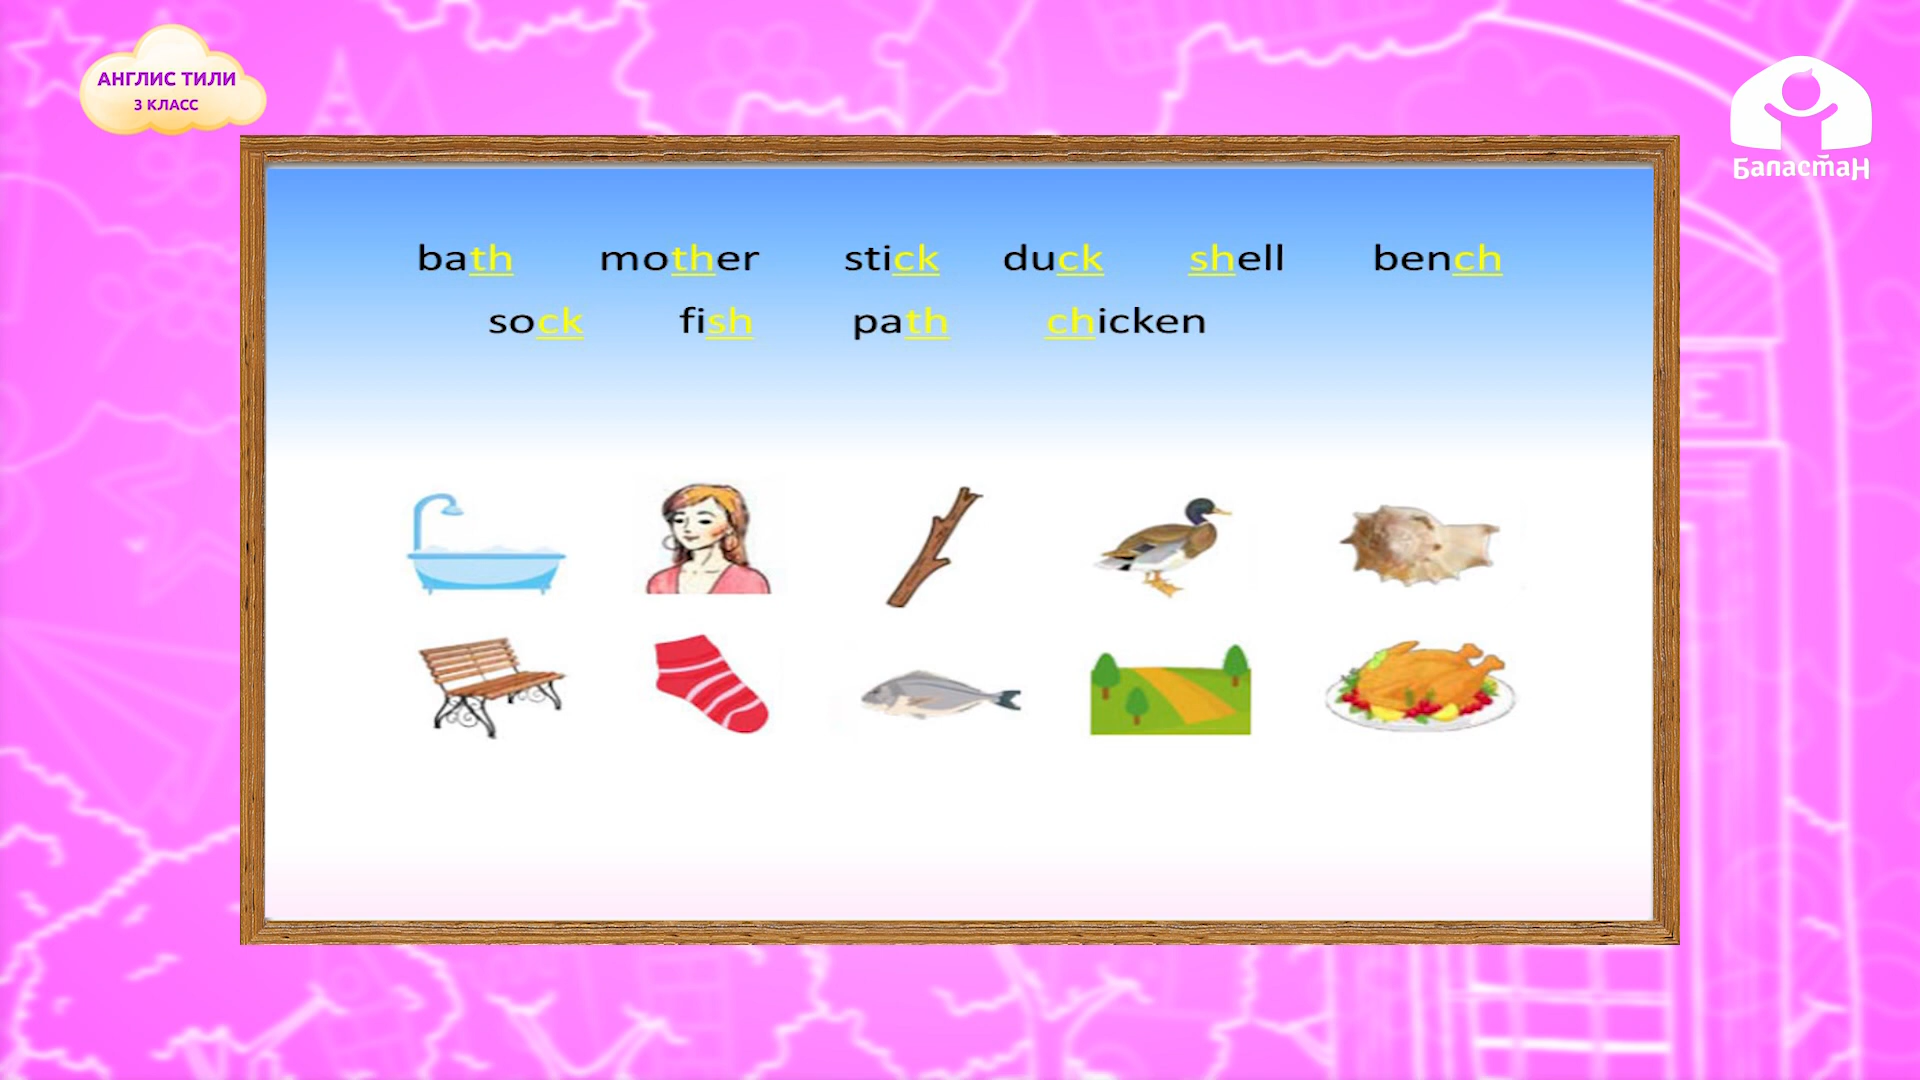 АНГЛИС ТИЛИ
3 КЛАСС
БаластаН
bath mother stick duck shell bench
sock fish path chicken